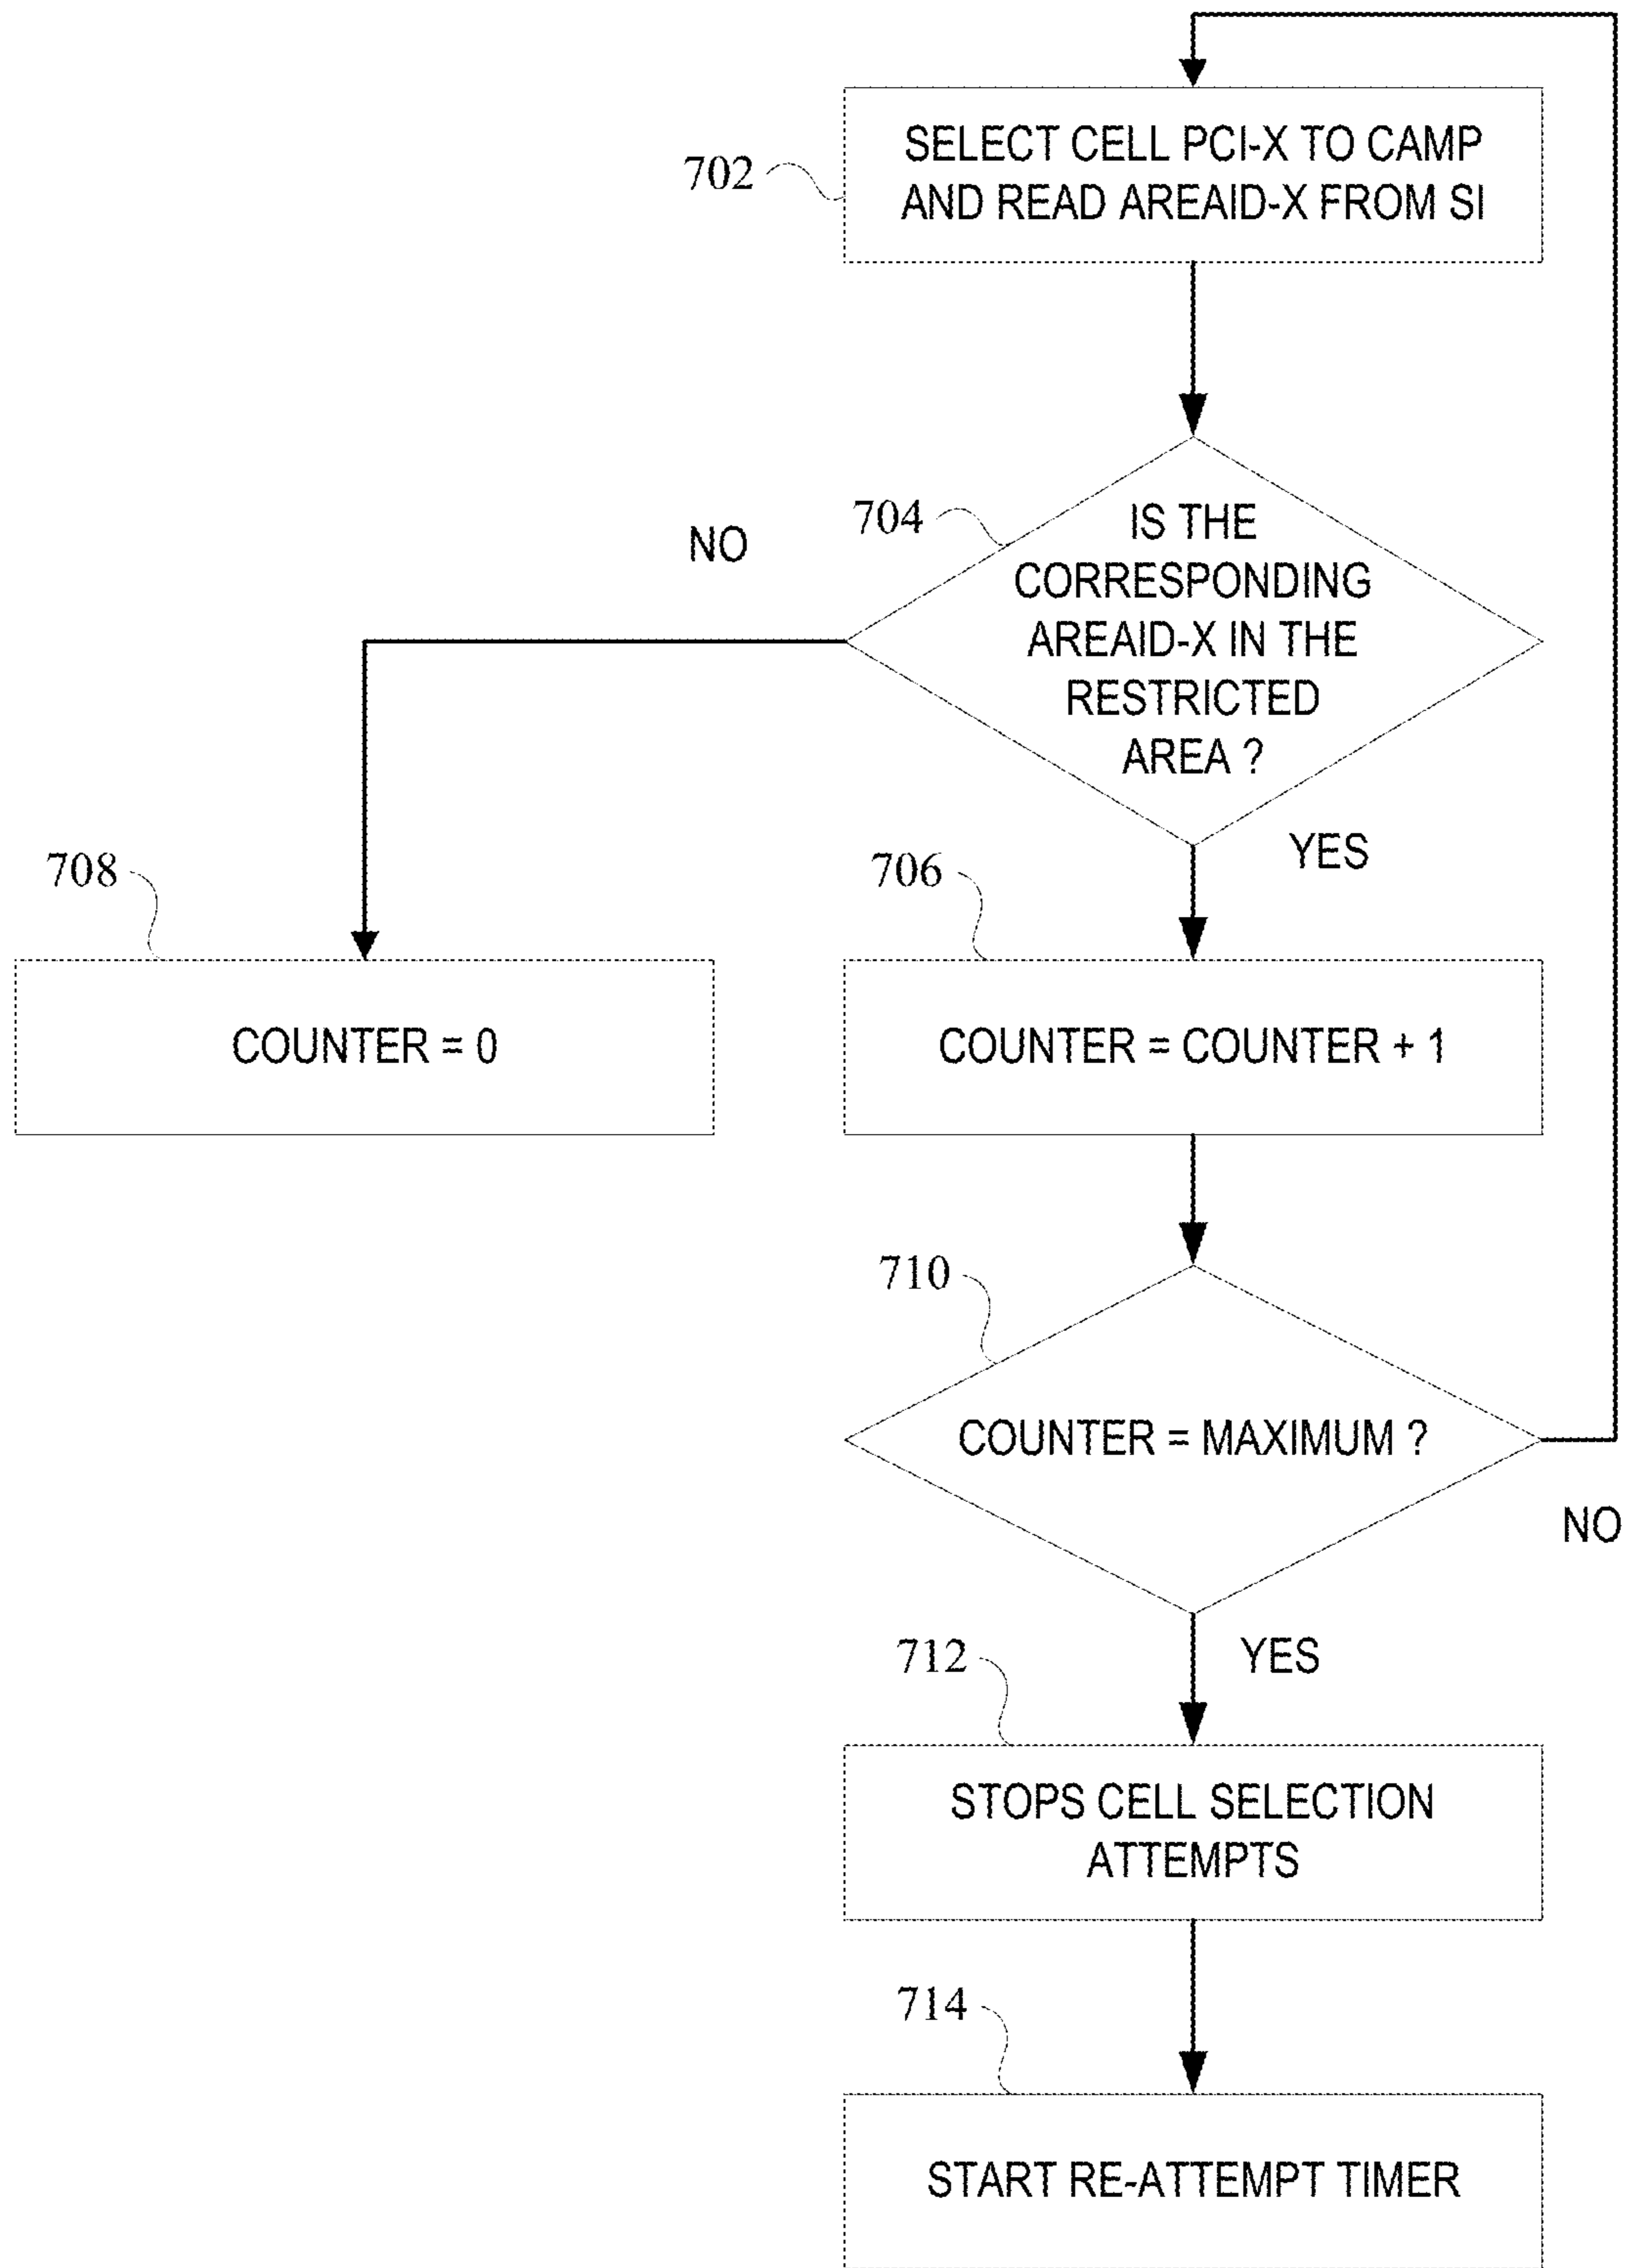 702
SELECT CELL PCI-X TO CAMP
AND READ AREAID-X FROM SI
704
NO
IS THE
CORRESPONDING
AREAID-X IN THE
RESTRICTED
AREA ?
YES
708
706
COUNTER = 0
COUNTER = COUNTER + 1
710
COUNTER = MAXIMUM ?
NO
YES
712
STOPS CELL SELECTION
ATTEMPTS
714
START RE-ATTEMPT TIMER